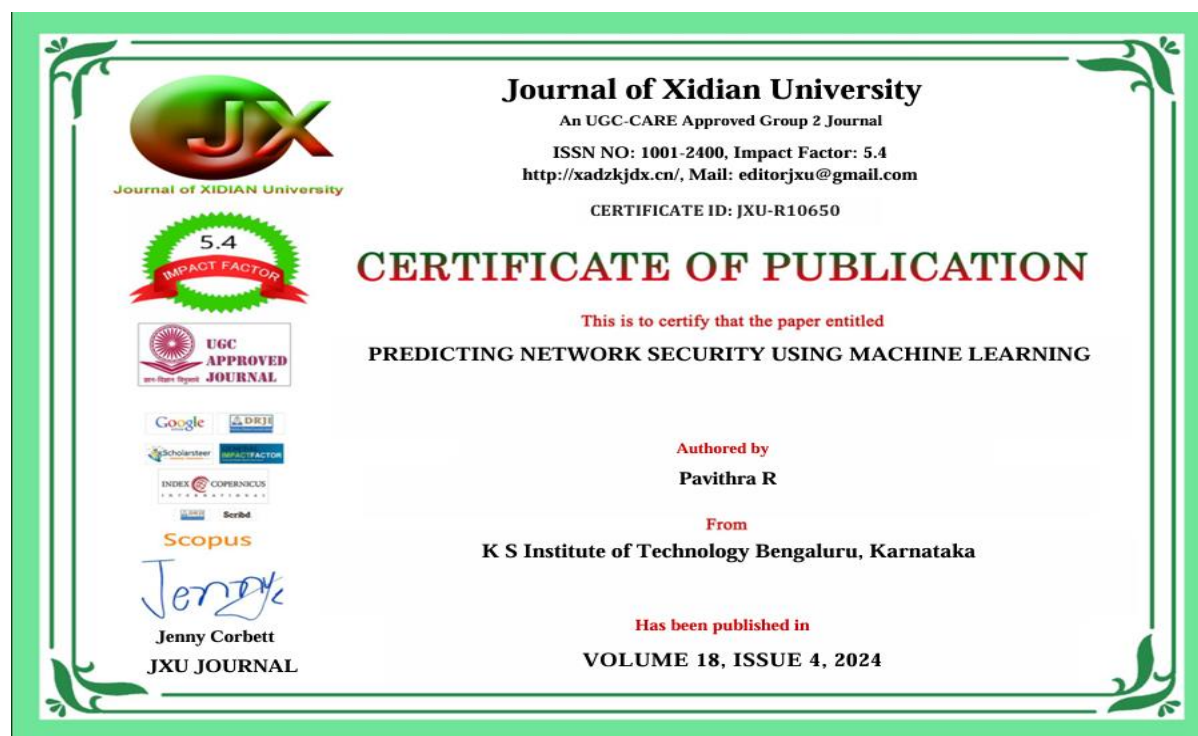 JX
Journal of XIDIAN University
Journal of Xidian University
An UGC-CARE Approved Group 2 Journal
ISSN NO: 1001-2400, Impact Factor: 5.4
http://xadzkjdx.cn/, Mail: editorjxu@gmail.com
CERTIFICATE ID: JXU-R10650
5.4
IMPACT FACTOR
CERTIFICATE OF PUBLICATION
This is to certify that the paper entitled
PREDICTING NETWORK SECURITY USING MACHINE LEARNING
UGC
APPROVED
JOURNAL
Google
DRJI
Scholarsteer
IMPACT FACTOR
INDEX COPERNICUS
INTERNATIONAL
DRJI
Scribd
Scopus
Authored by
Pavithra R
From
K S Institute of Technology Bengaluru, Karnataka
Jenny Corbett
JXU JOURNAL
Has been published in
VOLUME 18, ISSUE 4, 2024